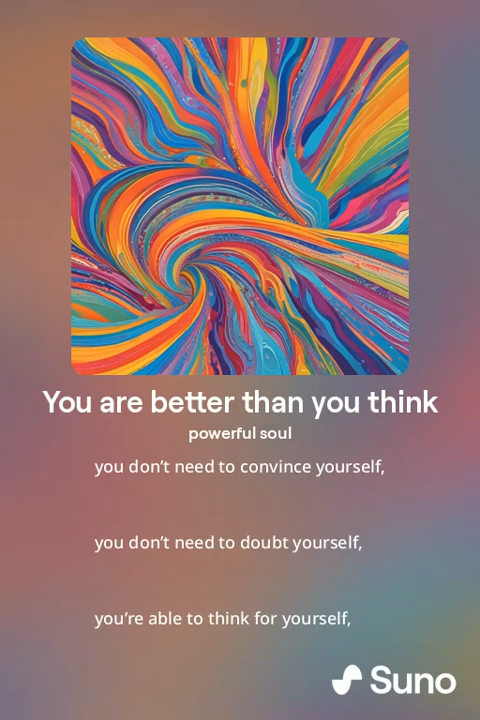 You are better than you think
powerful soul
you don’t need to convince yourself,
you don’t need to doubt yourself,
you’re able to think for yourself,
Suno